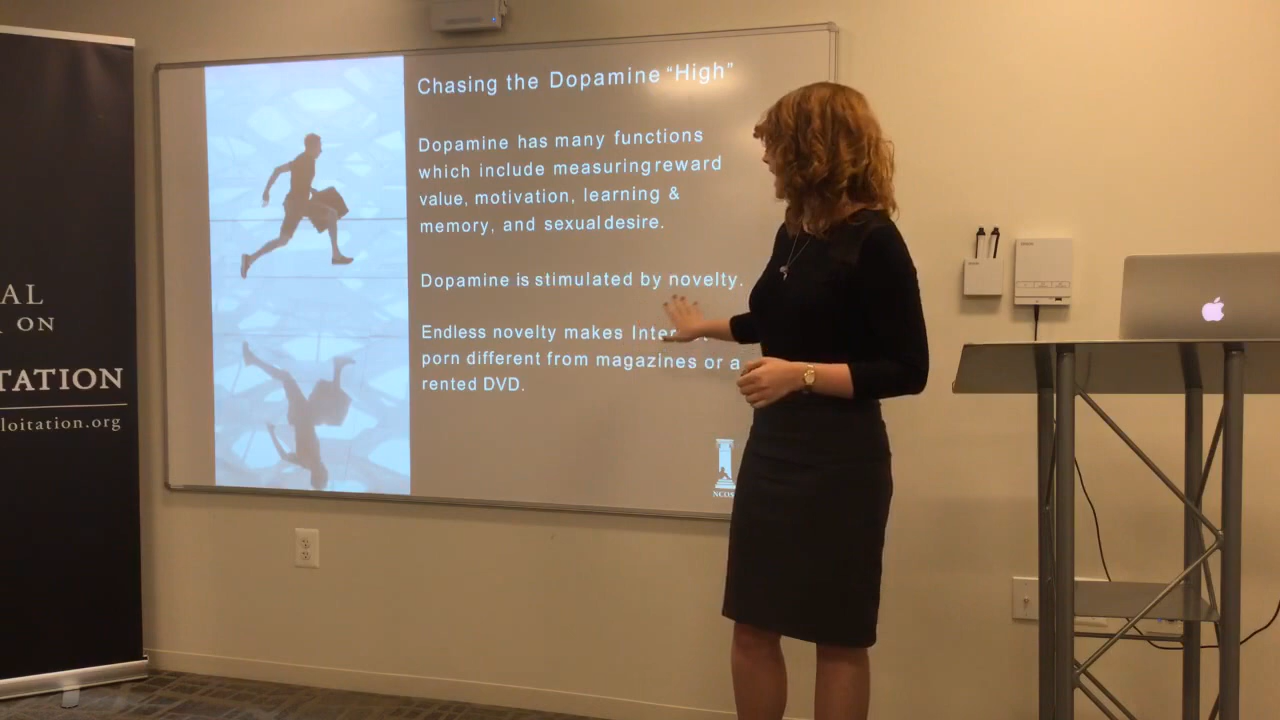 AL
ON
TATION
loitation.org
Chasing the Dopamine “High”
Dopamine has many functions
which include measuring reward
value, motivation, learning &
memory, and sexual desire.
Dopamine is stimulated by novelty.
Endless novelty makes Inter
porn different from magazines or a
rented DVD.